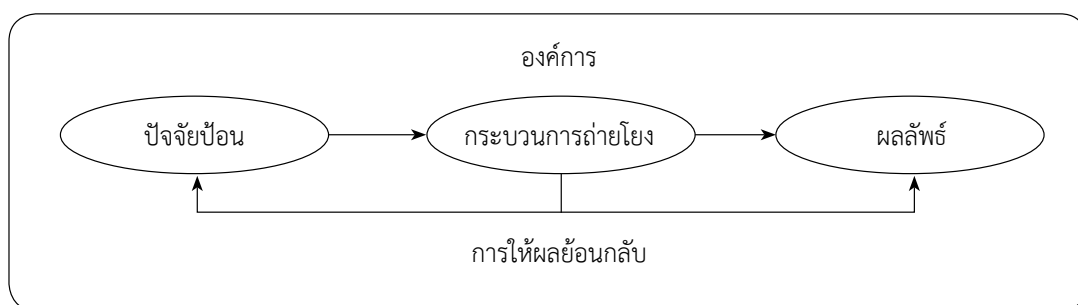 องค์การ
ปัจจัยป้อน
กระบวนการถ่ายโยง
ผลลัพธ์
การให้ผลย้อนกลับ